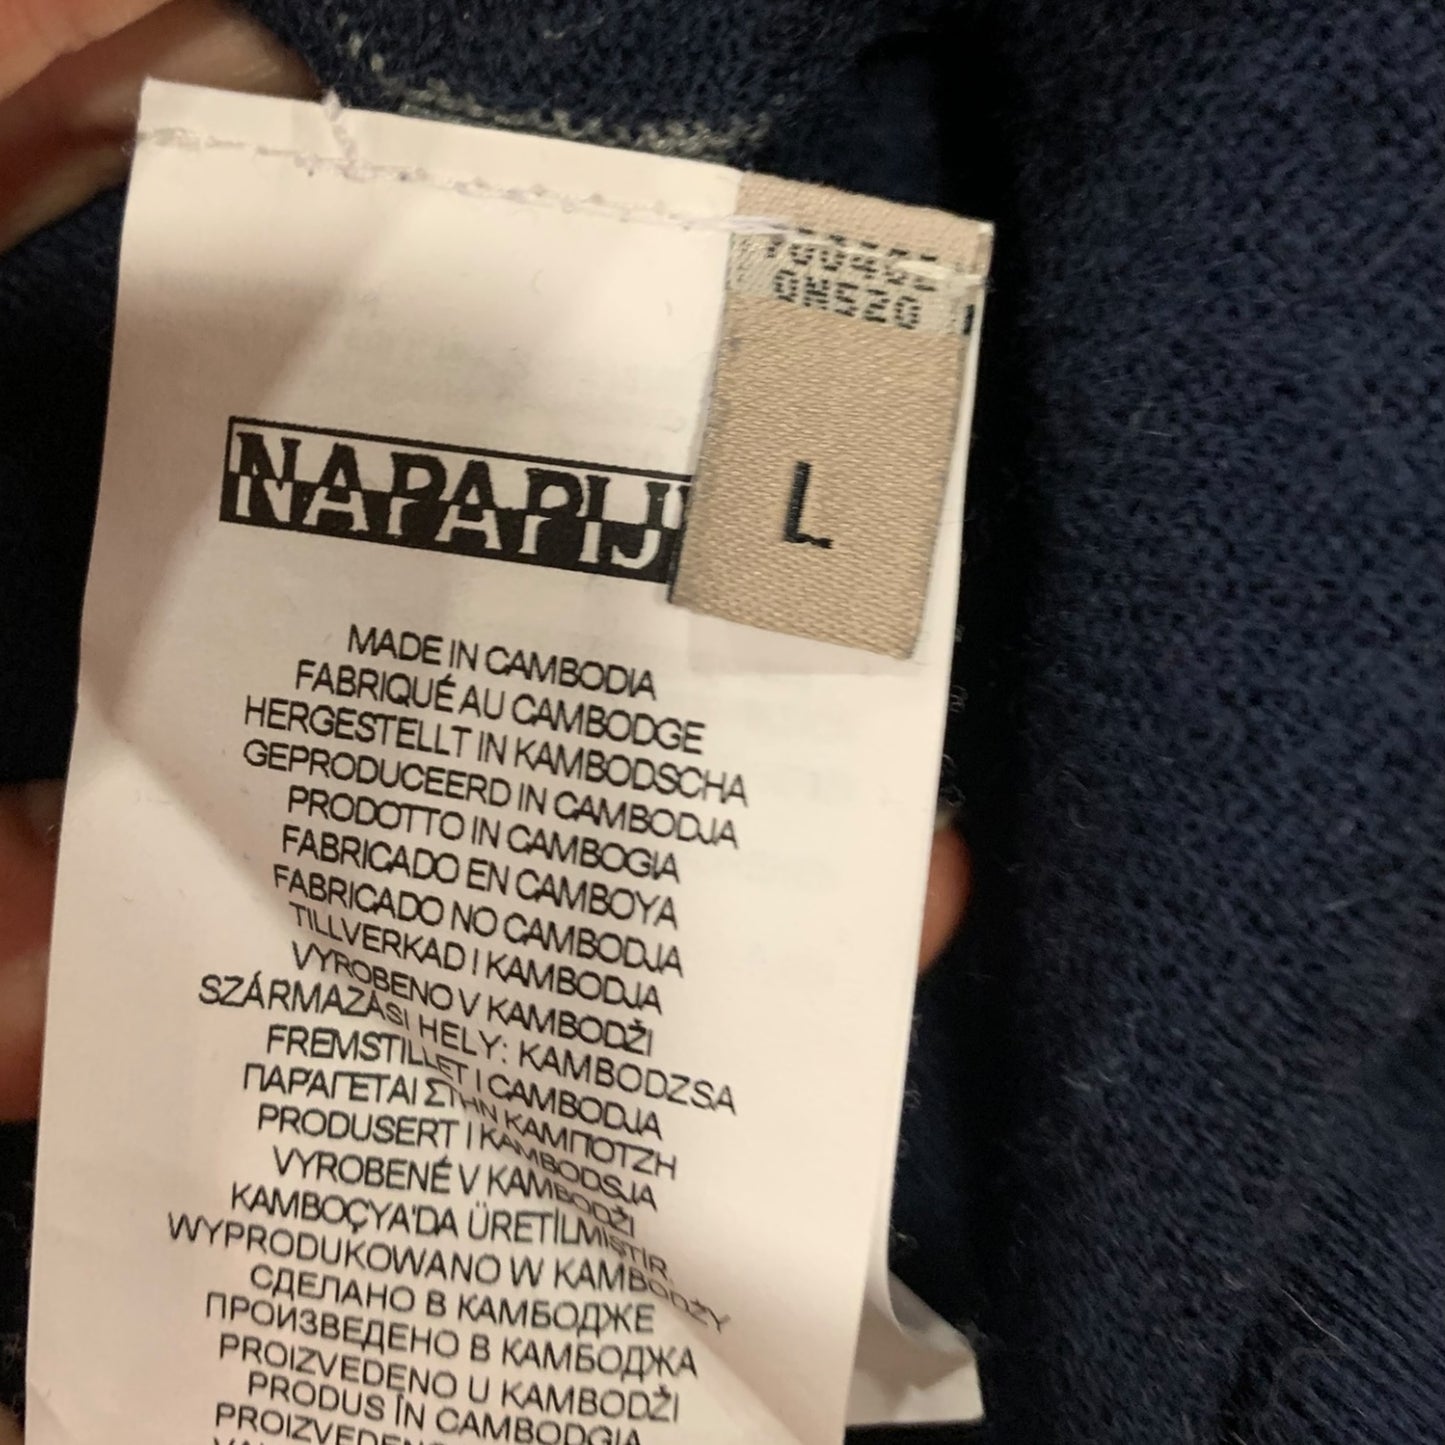 NAPAPIJ
L
MADE IN CAMBODIA
FABRIQUÉ AU CAMBODGE
HERGESTELLT IN KAMBODSCHA
GEPRODUCEERD IN CAMBODJA
PRODOTTO IN CAMBOGIA
FABRICADO EN CAMBOYA
FABRICADO NO CAMBODJA
TILLVERKAD I KAMBODJA
VYROBENO V KAMBODŽI
SZÁRMAZÁSI HELY: KAMBODZSA
FREMSTILLET I CAMBODJA
ΠΑΡΑΓΕΤΑΙ ΣΤΗΝ ΚΑΜΠΟΤΖΗ
PRODUSERT I KAMBODSJA
VYROBENÉ V KAMBODŽI
KAMBOÇYA'DA ÜRETİLMİŞTİR.
WYPRODUKOWANO W KAMBODŻY
СДЕЛАНО В КАМБОДЖЕ
ПРОИЗВЕДЕНО В КАМБОДЖА
PROIZVEDENO U KAMBODŽI
PRODUS ÎN CAMBODGIA